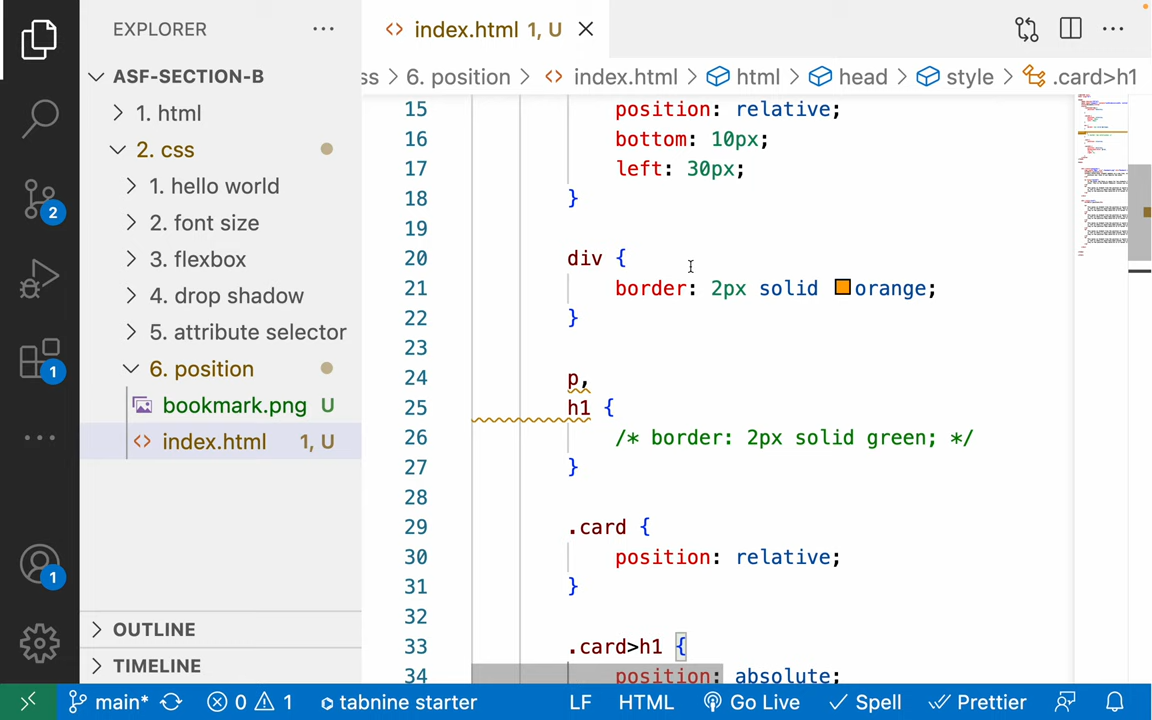 EXPLORER ...
ASF-SECTION-B
1. html
2. css
1. hello world
2. font size
3. flexbox
4. drop shadow
5. attribute selector
6. position
bookmark.png U
index.html 1, U
OUTLINE
TIMELINE
2
1
1
index.html 1, U
ss > 6. position > index.html > html > head > style > .card>h1
15 position: relative;
16 bottom: 10px;
17 left: 30px;
18 }
19
20 div {
21 border: 2px solid orange;
22 }
23
24 p,
25 h1 {
26 /* border: 2px solid green; */
27 }
28
29 .card {
30 position: relative;
31 }
32
33 .card>h1 {
34 position: absolute;
main* 0 1 tabnine starter LF HTML Go Live Spell Prettier